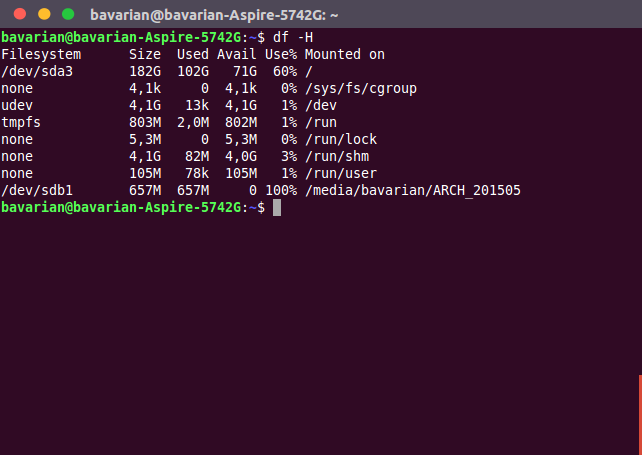 bavarian@bavarian-Aspire-5742G: ~
bavarian@bavarian-Aspire-5742G:~$ df -H
Filesystem      Size  Used Avail Use% Mounted on
/dev/sda3       182G  102G   71G  60% /
none            4,1k     0  4,1k   0% /sys/fs/cgroup
udev            4,1G   13k  4,1G   1% /dev
tmpfs           803M  2,0M  802M   1% /run
none            5,3M     0  5,3M   0% /run/lock
none            4,1G   82M  4,0G   3% /run/shm
none            105M   78k  105M   1% /run/user
/dev/sdb1       657M  657M     0 100% /media/bavarian/ARCH_201505
bavarian@bavarian-Aspire-5742G:~$